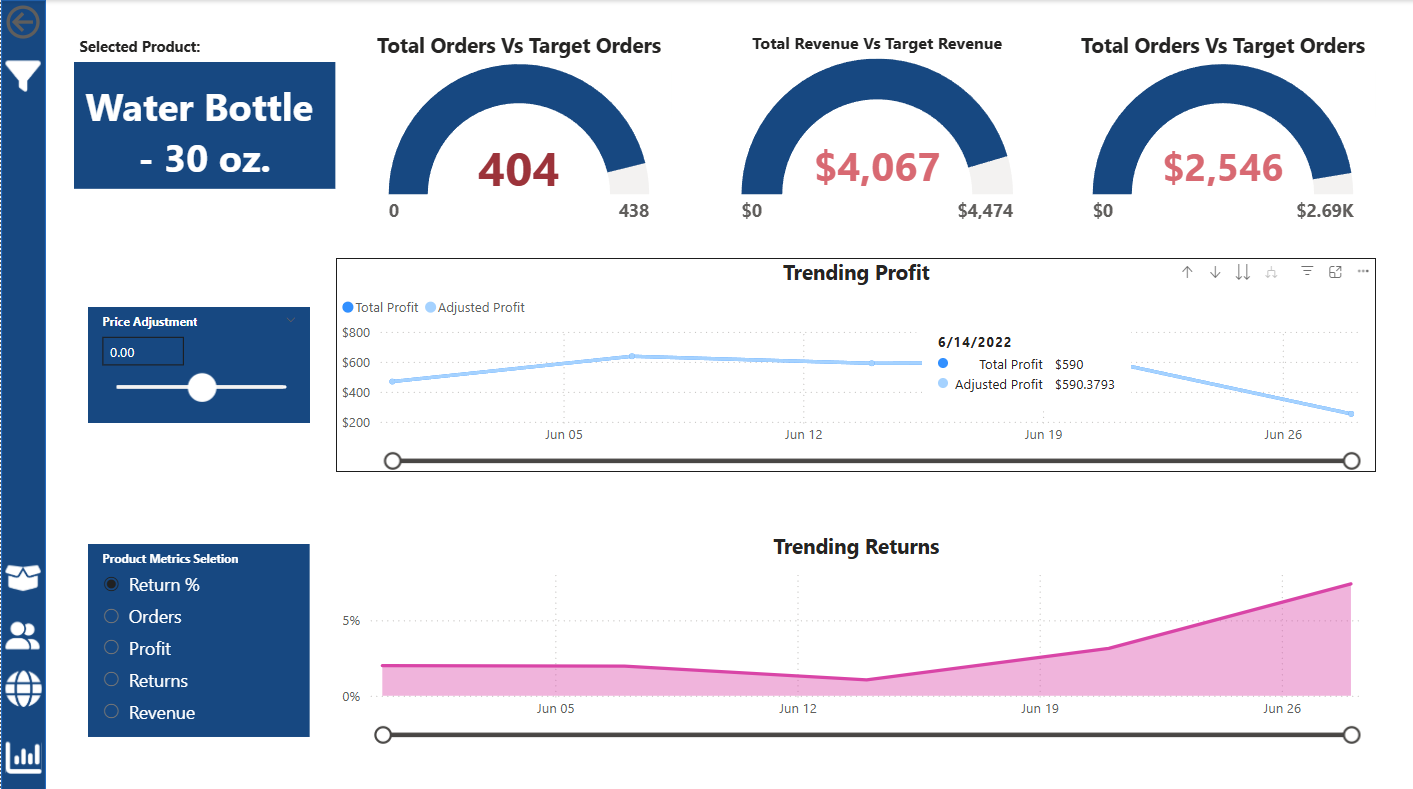 Selected Product:
Water Bottle
- 30 oz.
Total Orders Vs Target Orders
404
0
438
Total Revenue Vs Target Revenue
$4,067
$0
$4,474
Total Orders Vs Target Orders
$2,546
$0
$2.69K
Price Adjustment
0.00
Trending Profit
Total Profit
Adjusted Profit
$800
$600
$400
$200
6/14/2022
Total Profit $590
Adjusted Profit $590.3793
Jun 05
Jun 12
Jun 19
Jun 26
Product Metrics Seletion
Return %
Orders
Profit
Returns
Revenue
Trending Returns
5%
0%
Jun 05
Jun 12
Jun 19
Jun 26